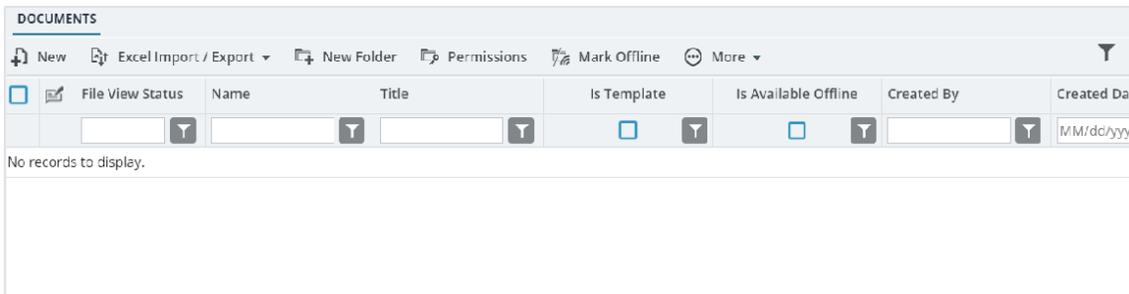 DOCUMENTS
New Excel Import / Export New Folder Permissions Mark Offline More
File View Status Name Title Is Template Is Available Offline Created By Created Da
MM/dd/yyy
No records to display.